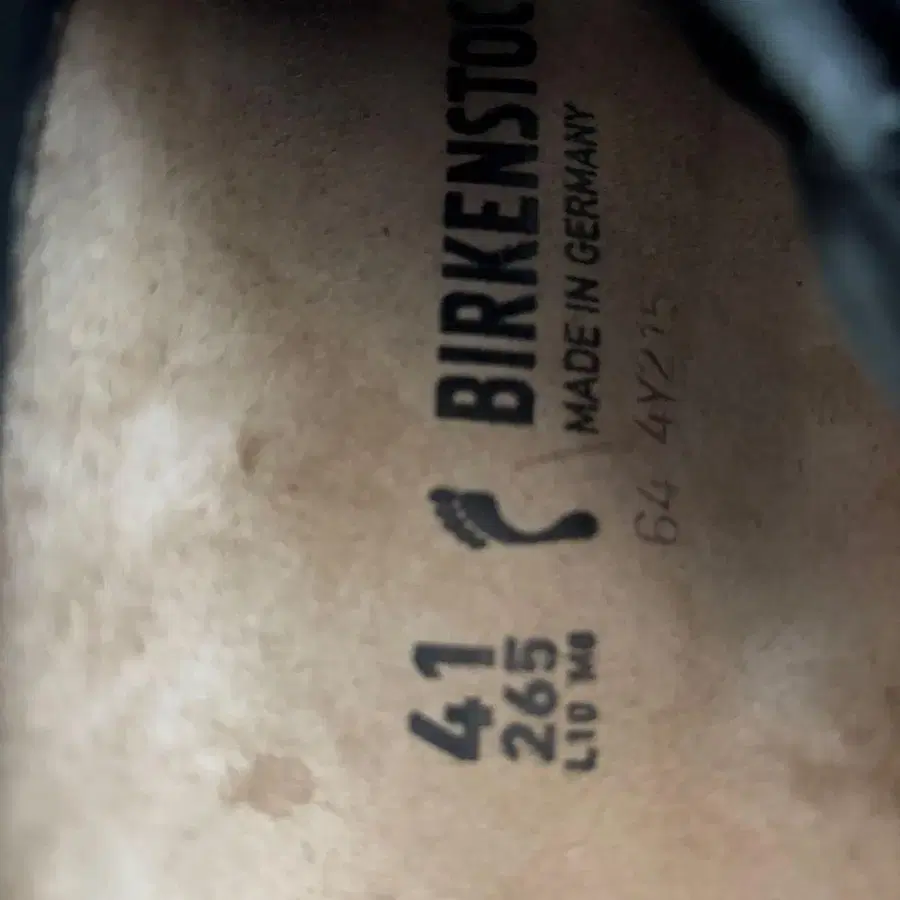 BIRKENSTOC
MADE IN GERMANY
64 4Y215
41
265
L10 M8